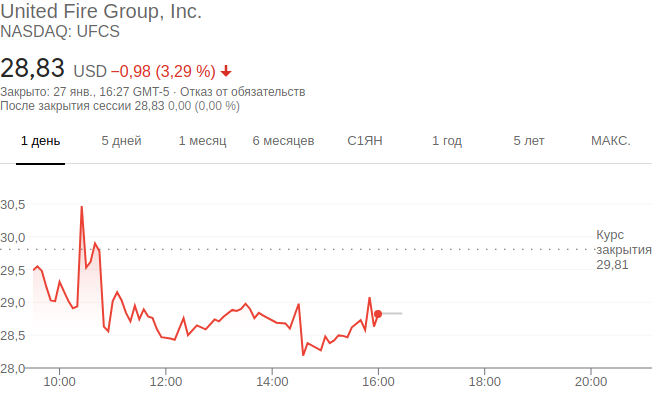 United Fire Group, Inc.
NASDAQ: UFCS
28,83 USD −0,98 (3,29 %)
Закрыто: 27 янв., 16:27 GMT-5 · Отказ от обязательств
После закрытия сессии 28,83 0,00 (0,00 %)
1 день 5 дней 1 месяц 6 месяцев С1ЯН 1 год 5 лет МАКС.
30,5
30,0
29,5
29,0
28,5
28,0
Курс
закрытия
29,81
10:00 12:00 14:00 16:00 18:00 20:00